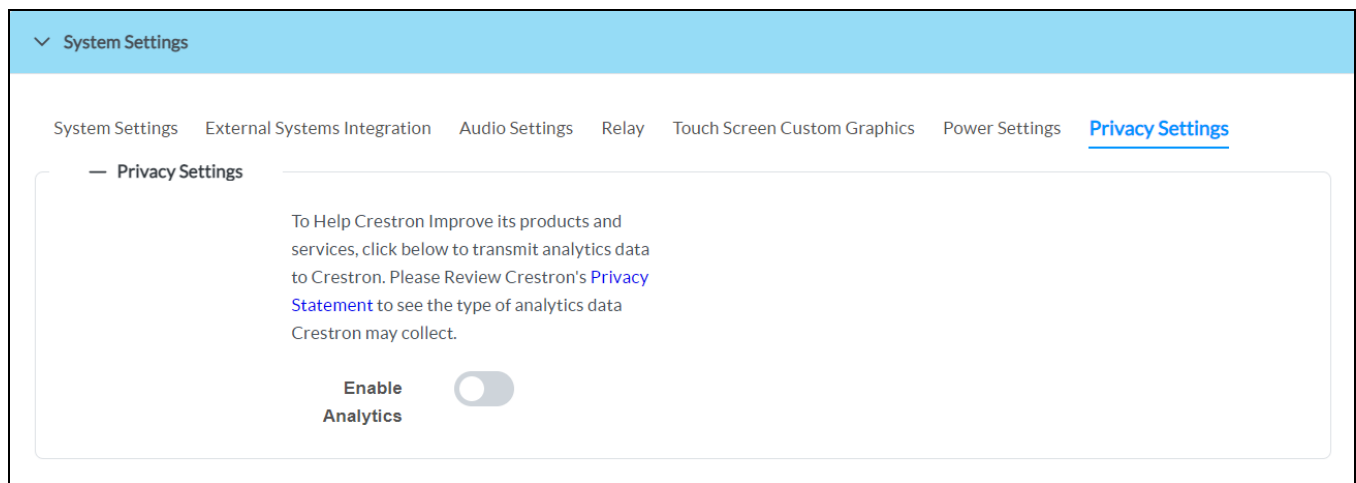 System Settings
System Settings External Systems Integration Audio Settings Relay Touch Screen Custom Graphics Power Settings Privacy Settings
Privacy Settings
To Help Crestron Improve its products and
services, click below to transmit analytics data
to Crestron. Please Review Crestron's Privacy
Statement to see the type of analytics data
Crestron may collect.
Enable
Analytics